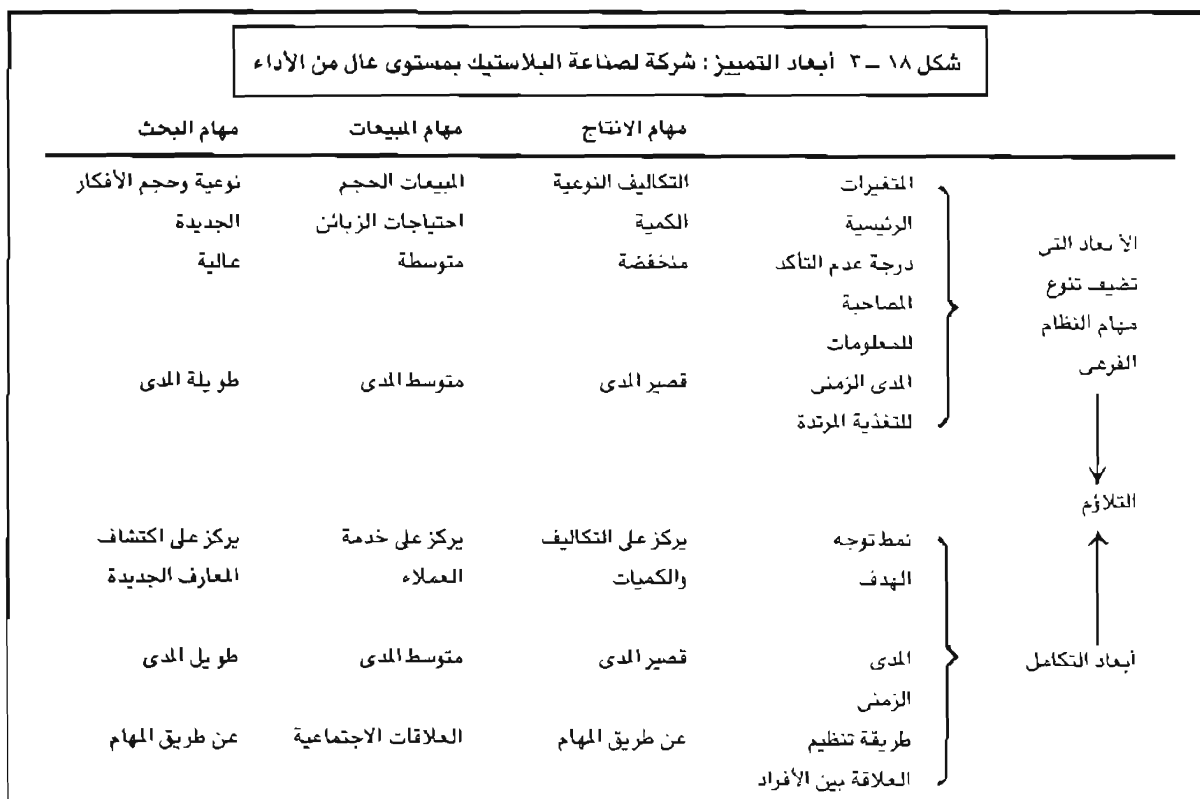 شكل ١٨ – ٣ أبعاد التمييز : شركة لصناعة البلاستيك بمستوى عال من الأداء
مهام الانتاج مهام المبيعات مهام البحث
المتغيرات التكاليف النوعية المبيعات الحجم نوعية وحجم الأفكار
الرئيسية الكمية احتياجات الزبائن الجديدة
الأبعاد التى
درجة عدم التأكد منخفضة متوسطة عالية
تضيف تنوع
المصاحبة
مهام النظام
للمعلومات
الفرعى
المدى الزمنى قصير المدى متوسط المدى طويلة المدى
للتغذية المرتدة
التلاؤم
نمط توجه يركز على التكاليف يركز على خدمة يركز على اكتشاف
الهدف والكميات العملاء المعارف الجديدة
أبعاد التكامل المدى قصير المدى متوسط المدى طويل المدى
الزمنى
طريقة تنظيم عن طريق المهام العلاقات الاجتماعية عن طريق المهام
العلاقة بين الأفراد